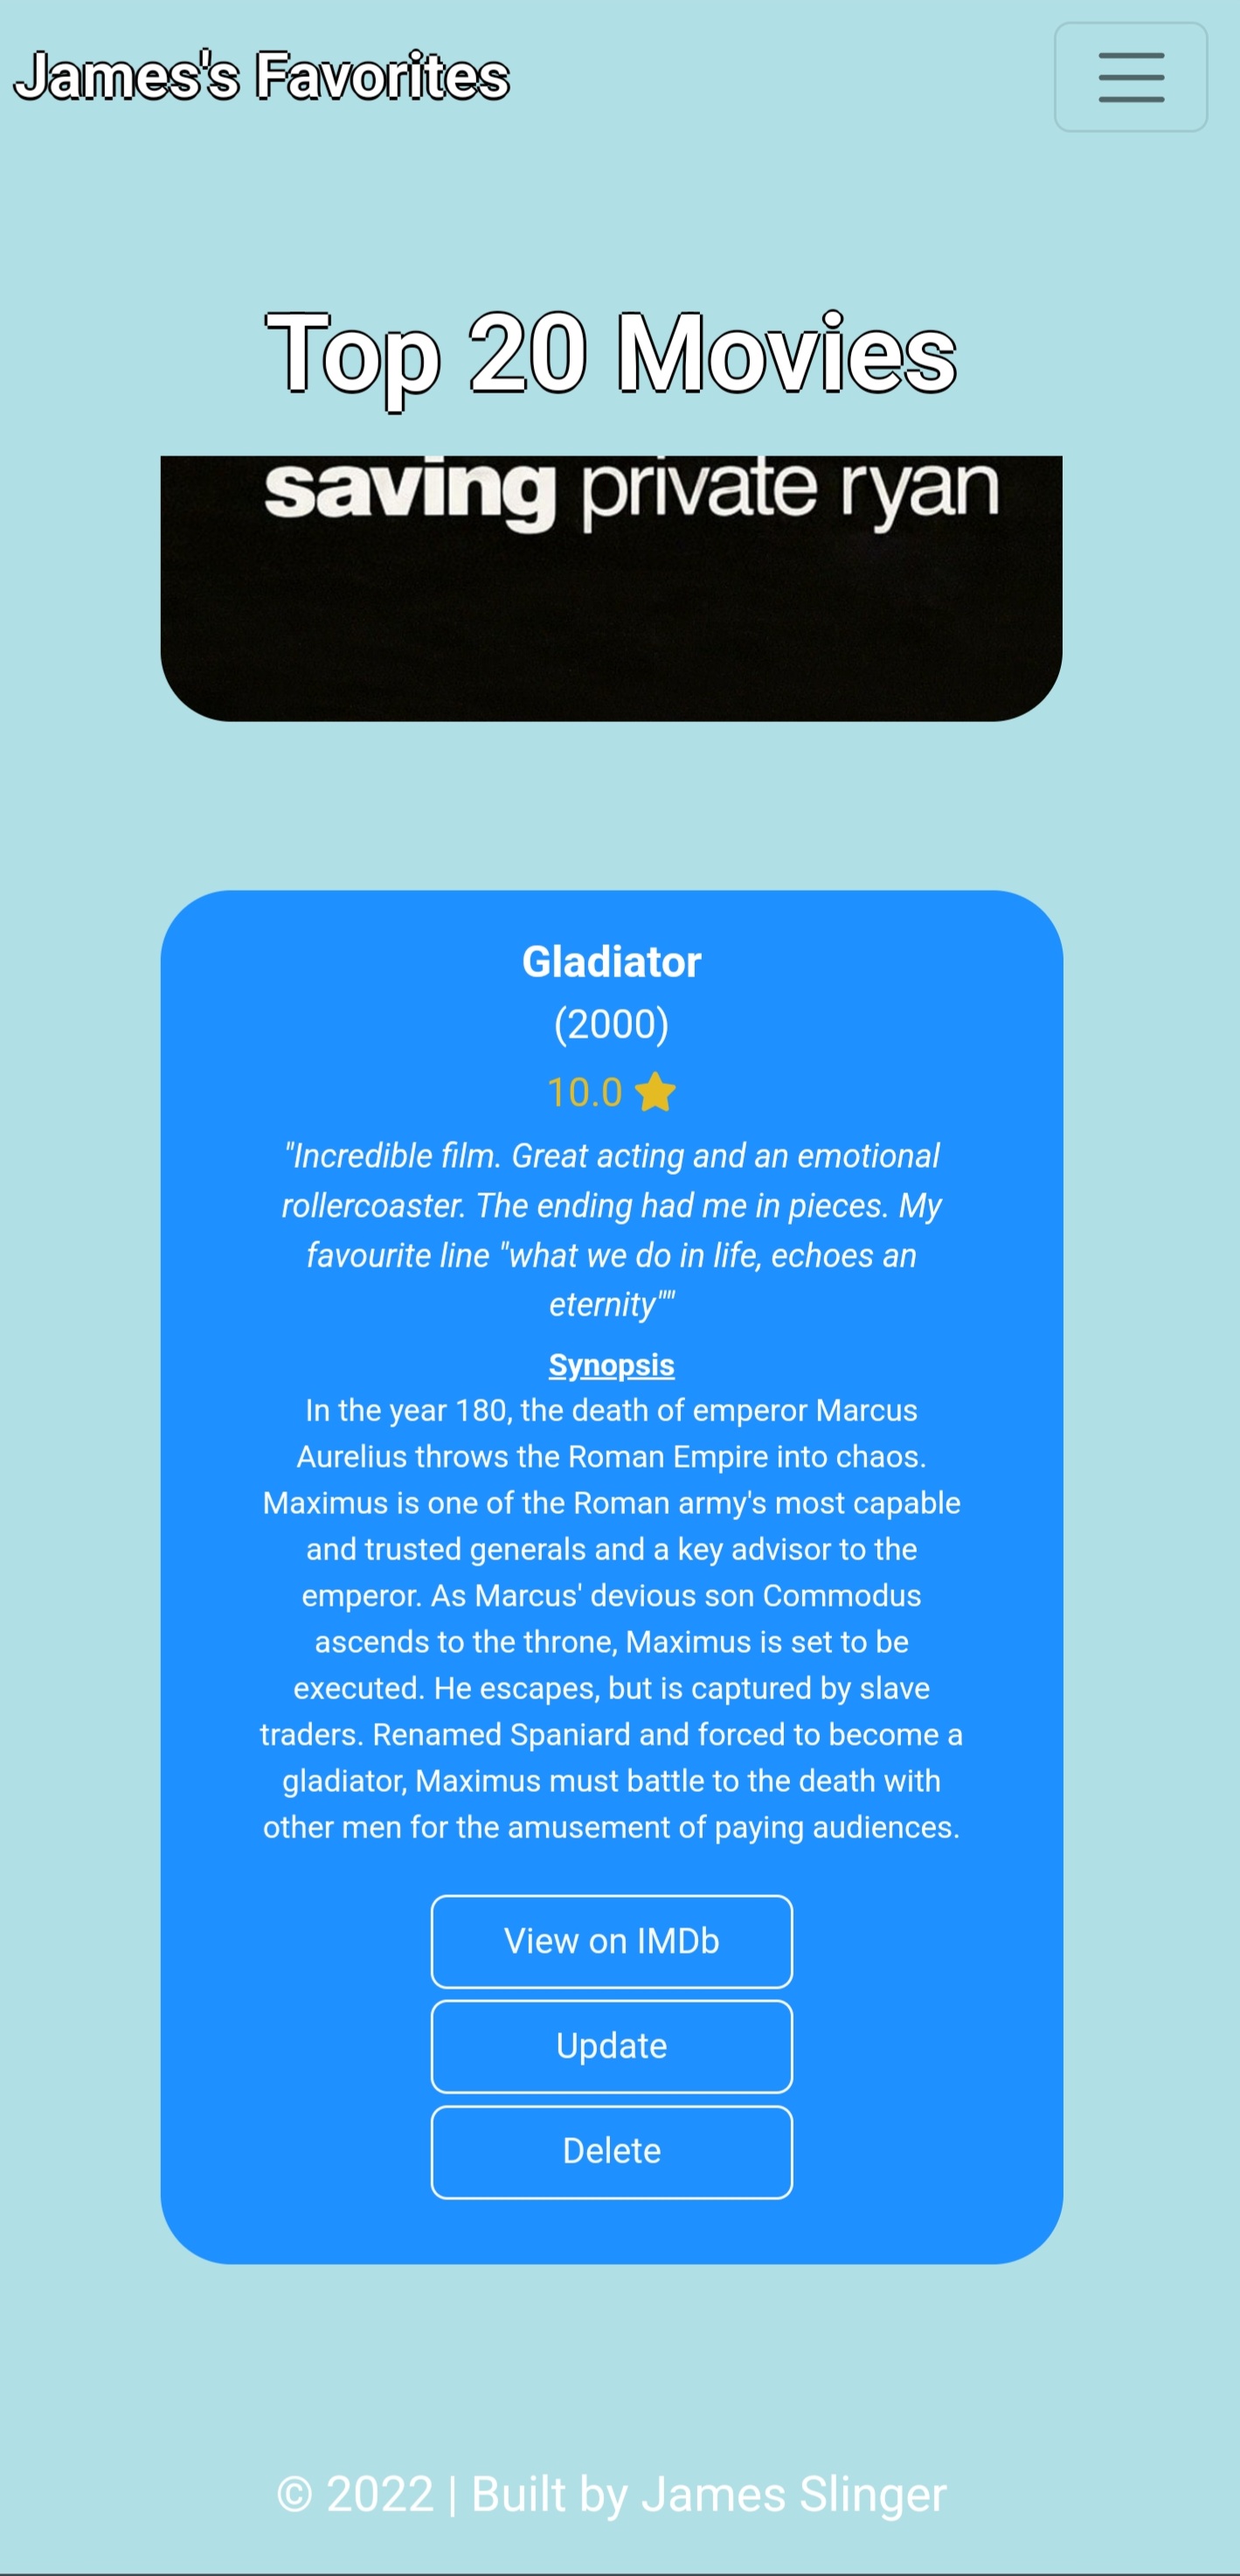 James's Favorites
Top 20 Movies
saving private ryan
Gladiator
(2000)
10.0
"Incredible film. Great acting and an emotional
rollercoaster. The ending had me in pieces. My
favourite line "what we do in life, echoes an
eternity""
Synopsis
In the year 180, the death of emperor Marcus
Aurelius throws the Roman Empire into chaos.
Maximus is one of the Roman army's most capable
and trusted generals and a key advisor to the
emperor. As Marcus' devious son Commodus
ascends to the throne, Maximus is set to be
executed. He escapes, but is captured by slave
traders. Renamed Spaniard and forced to become a
gladiator, Maximus must battle to the death with
other men for the amusement of paying audiences.
View on IMDb
Update
Delete
© 2022 | Built by James Slinger